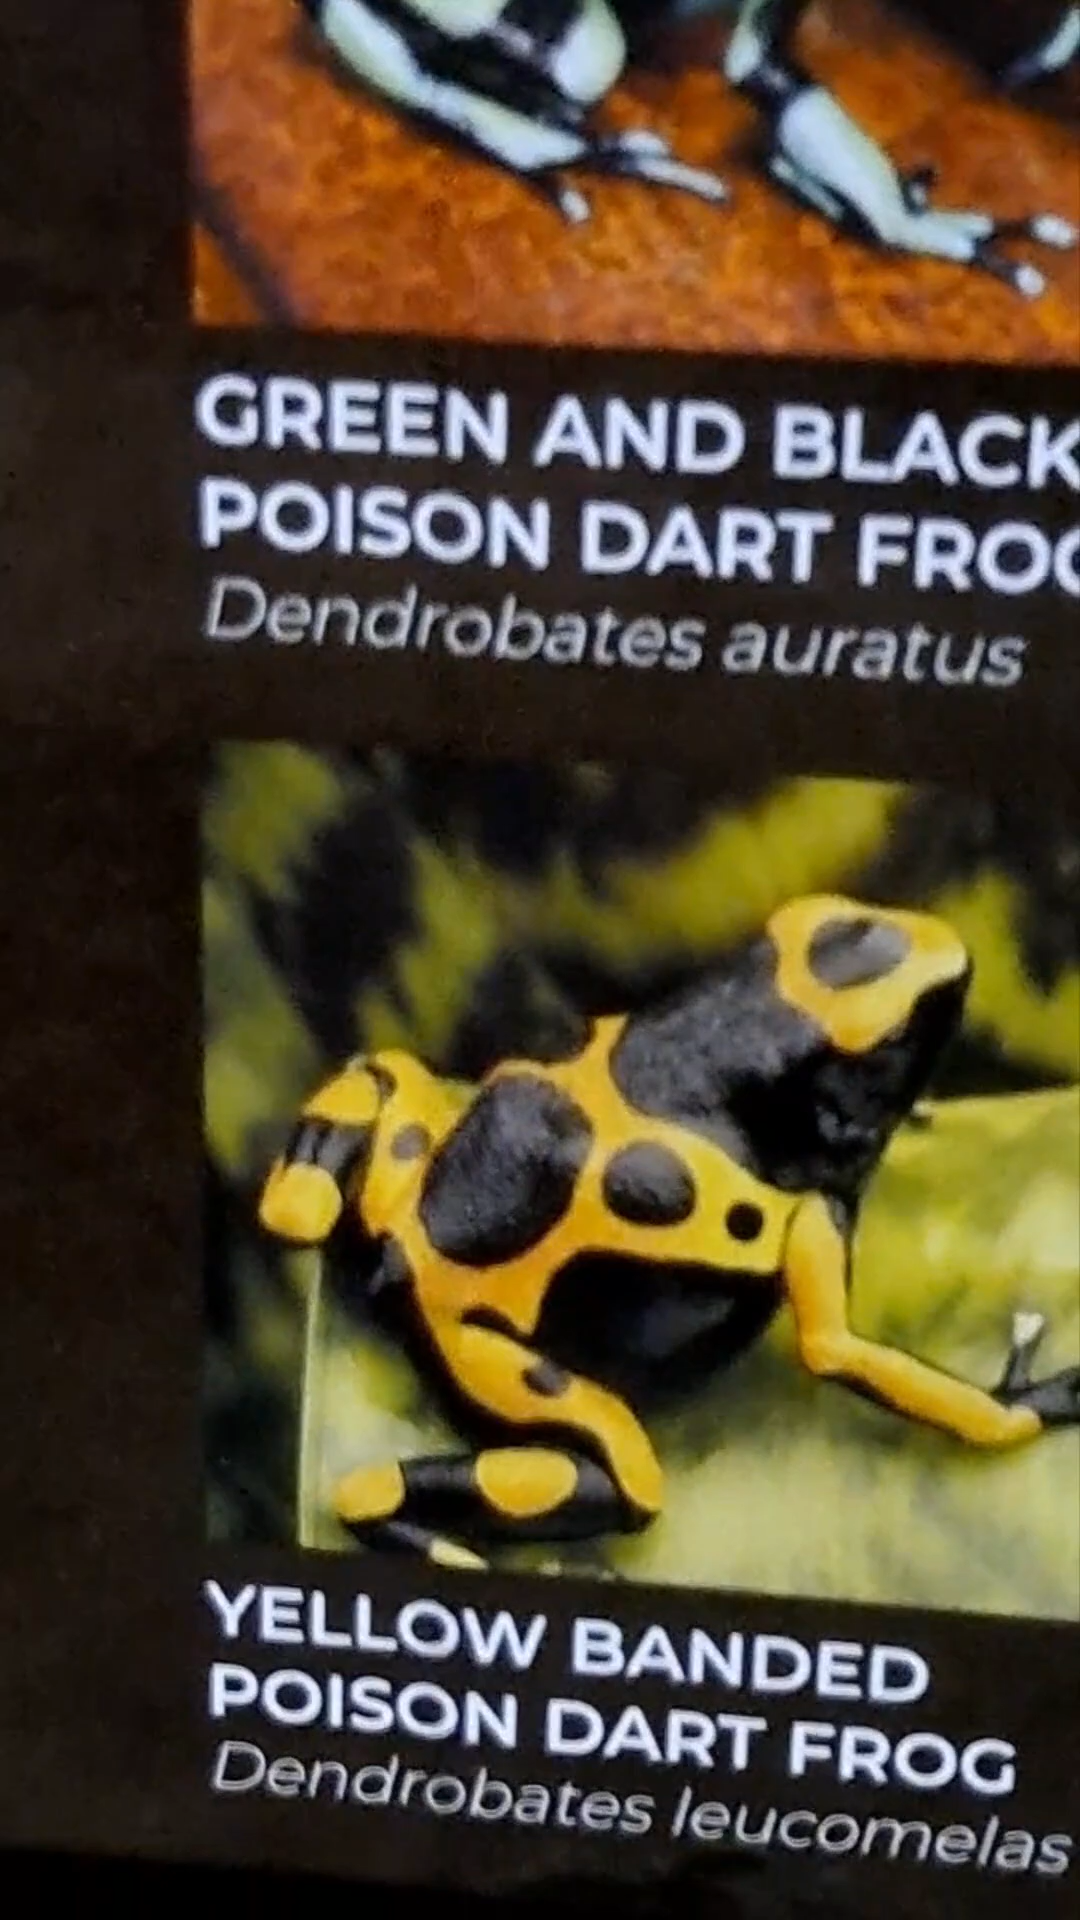 GREEN AND BLACK
POISON DART FROG
Dendrobates auratus
YELLOW BANDED
POISON DART FROG
Dendrobates leucomelas